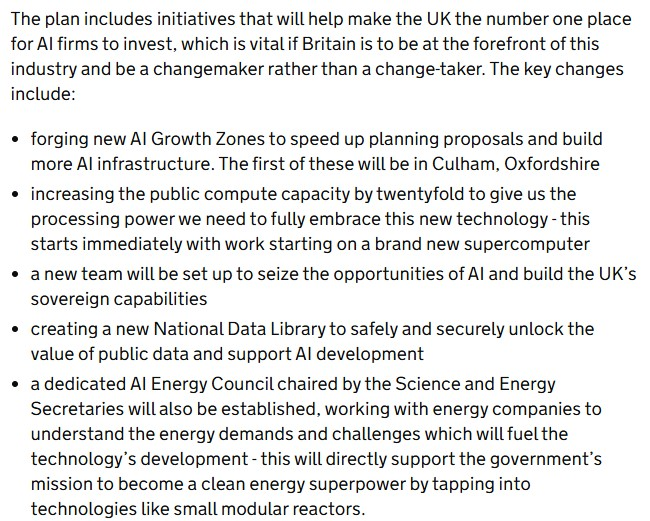 The plan includes initiatives that will help make the UK the number one place
for AI firms to invest, which is vital if Britain is to be at the forefront of this
industry and be a changemaker rather than a change-taker. The key changes
include:
• forging new AI Growth Zones to speed up planning proposals and build
more AI infrastructure. The first of these will be in Culham, Oxfordshire
• increasing the public compute capacity by twentyfold to give us the
processing power we need to fully embrace this new technology - this
starts immediately with work starting on a brand new supercomputer
• a new team will be set up to seize the opportunities of AI and build the UK’s
sovereign capabilities
• creating a new National Data Library to safely and securely unlock the
value of public data and support AI development
• a dedicated AI Energy Council chaired by the Science and Energy
Secretaries will also be established, working with energy companies to
understand the energy demands and challenges which will fuel the
technology’s development - this will directly support the government’s
mission to become a clean energy superpower by tapping into
technologies like small modular reactors.